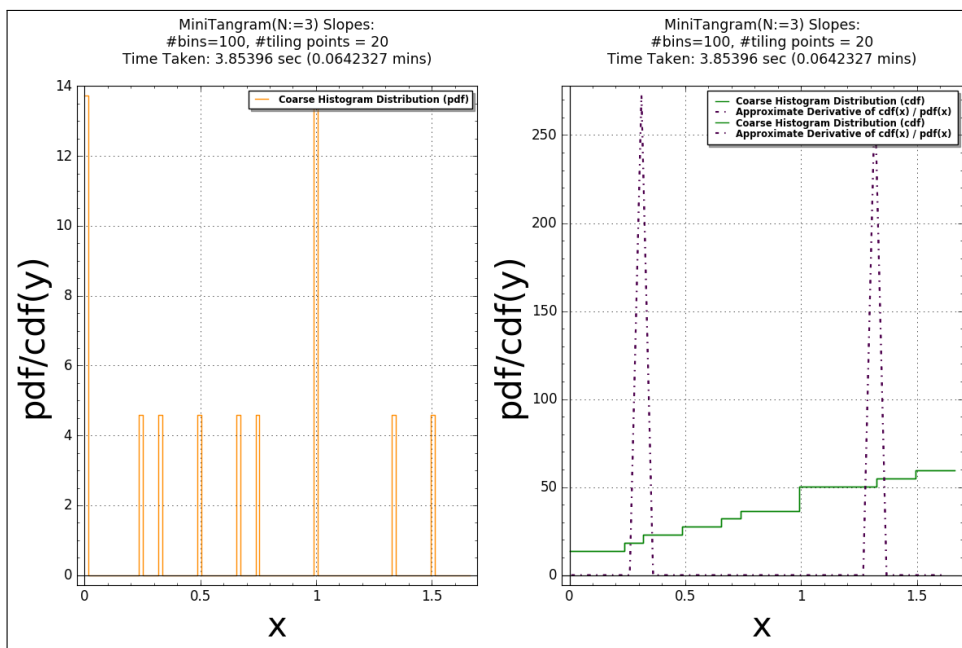 MiniTangram(N:=3) Slopes:
#bins=100, #tiling points = 20
Time Taken: 3.85396 sec (0.0642327 mins)
Coarse Histogram Distribution (pdf)
14
12
10
8
6
4
2
0
0
0.5
1
1.5
pdf/cdf(y)
x
MiniTangram(N:=3) Slopes:
#bins=100, #tiling points = 20
Time Taken: 3.85396 sec (0.0642327 mins)
Coarse Histogram Distribution (cdf)
Approximate Derivative of cdf(x) / pdf(x)
Coarse Histogram Distribution (cdf)
Approximate Derivative of cdf(x) / pdf(x)
250
200
150
100
50
0
0
0.5
1
1.5
pdf/cdf(y)
x